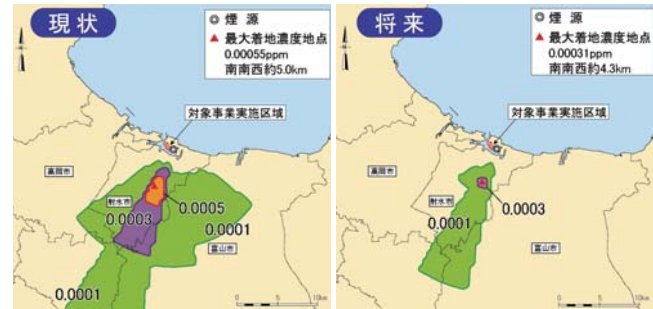 現状
◎ 煙 源
▲ 最大着地濃度地点
0.00055ppm
南南西約5.0km
対象事業実施区域
高岡市
射水市
0.0003
0.0005
0.0001
富山市
0.0001
0 5 10km
将来
◎ 煙 源
▲ 最大着地濃度地点
0.00031ppm
南南西約4.3km
対象事業実施区域
高岡市
射水市
0.0003
0.0001
富山市
0 5 10km